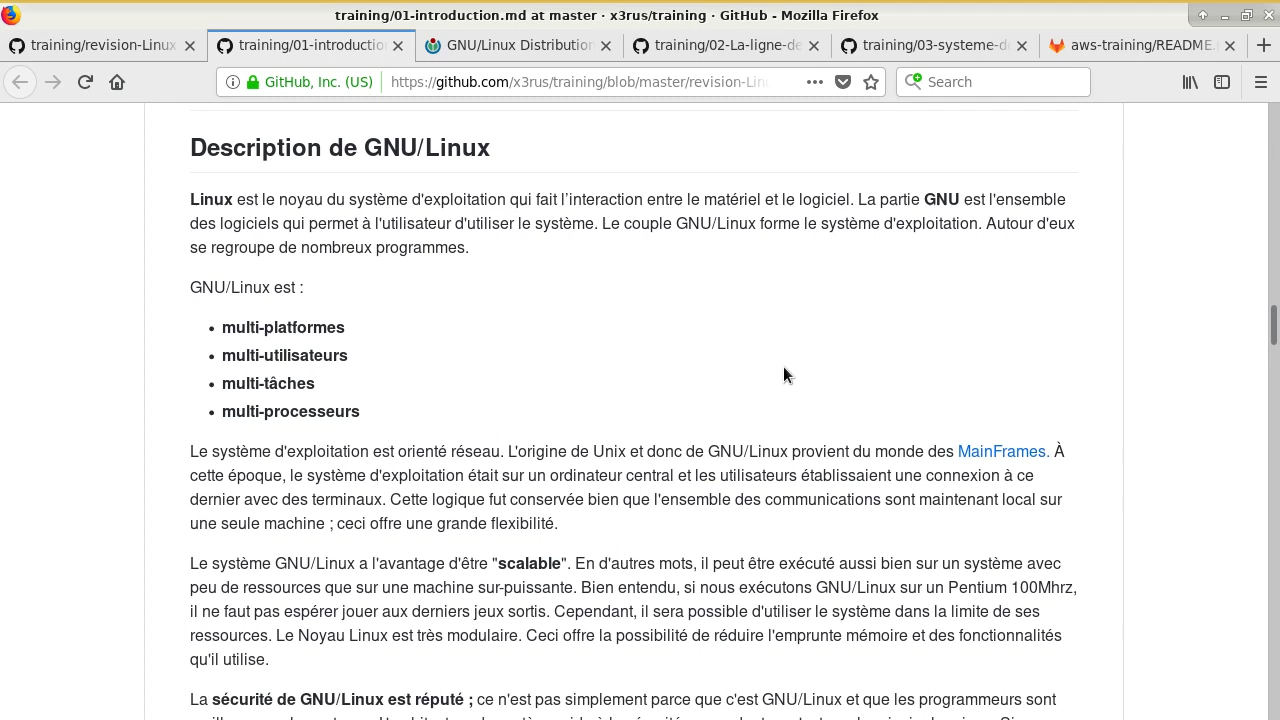 training/01-introduction.md at master · x3rus/training · GitHub - Mozilla Firefox
training/revision-Linux
training/01-introductio
GNU/Linux Distribution
training/02-La-ligne-de
training/03-systeme-d
aws-training/README.
GitHub, Inc. (US)
https://github.com/x3rus/training/blob/master/revision-Lin
Search
Description de GNU/Linux
Linux est le noyau du système d'exploitation qui fait l’interaction entre le matériel et le logiciel. La partie GNU est l'ensemble
des logiciels qui permet à l'utilisateur d'utiliser le système. Le couple GNU/Linux forme le système d'exploitation. Autour d'eux
se regroupe de nombreux programmes.
GNU/Linux est :
• multi-platformes
• multi-utilisateurs
• multi-tâches
• multi-processeurs
Le système d'exploitation est orienté réseau. L'origine de Unix et donc de GNU/Linux provient du monde des MainFrames. À
cette époque, le système d'exploitation était sur un ordinateur central et les utilisateurs établissaient une connexion à ce
dernier avec des terminaux. Cette logique fut conservée bien que l'ensemble des communications sont maintenant local sur
une seule machine ; ceci offre une grande flexibilité.
Le système GNU/Linux a l'avantage d'être "scalable". En d'autres mots, il peut être exécuté aussi bien sur un système avec
peu de ressources que sur une machine sur-puissante. Bien entendu, si nous exécutons GNU/Linux sur un Pentium 100Mhrz,
il ne faut pas espérer jouer aux derniers jeux sortis. Cependant, il sera possible d'utiliser le système dans la limite de ses
ressources. Le Noyau Linux est très modulaire. Ceci offre la possibilité de réduire l'emprunte mémoire et des fonctionnalités
qu'il utilise.
La sécurité de GNU/Linux est réputé ; ce n'est pas simplement parce que c'est GNU/Linux et que les programmeurs sont